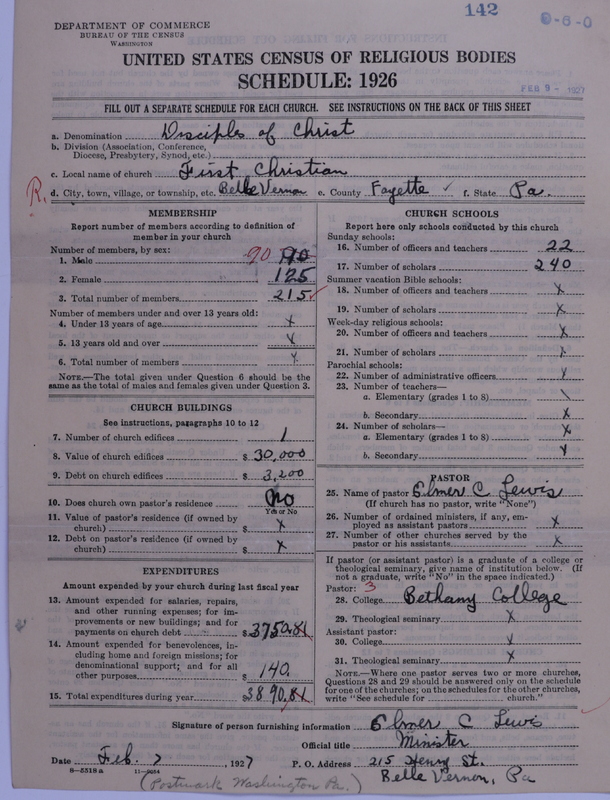 142
0-6-0
DEPARTMENT OF COMMERCE
BUREAU OF THE CENSUS
WASHINGTON
UNITED STATES CENSUS OF RELIGIOUS BODIES
SCHEDULE: 1926
FEB 9 - 1927
FILL OUT A SEPARATE SCHEDULE FOR EACH CHURCH. SEE INSTRUCTIONS ON THE BACK OF THIS SHEET
a. Denomination Disciples of Christ
b. Division (Association, Conference,
Diocese, Presbytery, Synod, etc.)
c. Local name of church First Christian
R. d. City, town, village, or township, etc. Belle Vernon e. County Fayette ✓ f. State Pa.
MEMBERSHIP
Report number of members according to definition of
member in your church
Number of members, by sex:
1. Male 90 90
2. Female 125
3. Total number of members 215 ✓
Number of members under and over 13 years old:
4. Under 13 years of age x
5. 13 years old and over x
6. Total number of members x
NOTE.—The total given under Question 6 should be
the same as the total of males and females given under Question 3.
CHURCH BUILDINGS
See instructions, paragraphs 10 to 12
7. Number of church edifices 1
8. Value of church edifices $ 30,000
9. Debt on church edifices $ 3,200
10. Does church own pastor's residence No
Yes or No
11. Value of pastor's residence (if owned by
church) $ x
12. Debt on pastor's residence (if owned by
church) $ x
EXPENDITURES
Amount expended by your church during last fiscal year
13. Amount expended for salaries, repairs,
and other running expenses; for im-
provements or new buildings; and for
payments on church debt $ 3750.81
14. Amount expended for benevolences, in-
cluding home and foreign missions; for
denominational support; and for all
other purposes $ 140.
15. Total expenditures during year $ 3890.81
CHURCH SCHOOLS
Report here only schools conducted by this church
Sunday schools:
16. Number of officers and teachers 22
17. Number of scholars 240
Summer vacation Bible schools:
18. Number of officers and teachers x
19. Number of scholars x
Week-day religious schools:
20. Number of officers and teachers x
21. Number of scholars x
Parochial schools:
22. Number of administrative officers x
23. Number of teachers—
a. Elementary (grades 1 to 8) x
b. Secondary x
24. Number of scholars— x
a. Elementary (grades 1 to 8) x
b. Secondary x
PASTOR
25. Name of pastor Elmer C Lewis
(If church has no pastor, write "None")
26. Number of ordained ministers, if any, em-
ployed as assistant pastors x
27. Number of other churches served by the
pastor or his assistants x
If pastor (or assistant pastor) is a graduate of a college or
theological seminary, give name of institution below. (If
not a graduate, write "No" in the space indicated.)
Pastor: 3
28. College Bethany College
29. Theological seminary x
Assistant pastor:
30. College x
31. Theological seminary x
NOTE.—Where one pastor serves two or more churches,
Questions 28 and 29 should be answered only on the schedule
for one of the churches; on the schedules for the other churches,
write "See schedule for church."
Signature of person furnishing information Elmer C Lewis
Official title Minister
Date Feb. 7, 1927 P. O. Address 215 Henry St.
8—5518a 11—9034 Belle Vernon, Pa
(Postmark Washington Pa.)